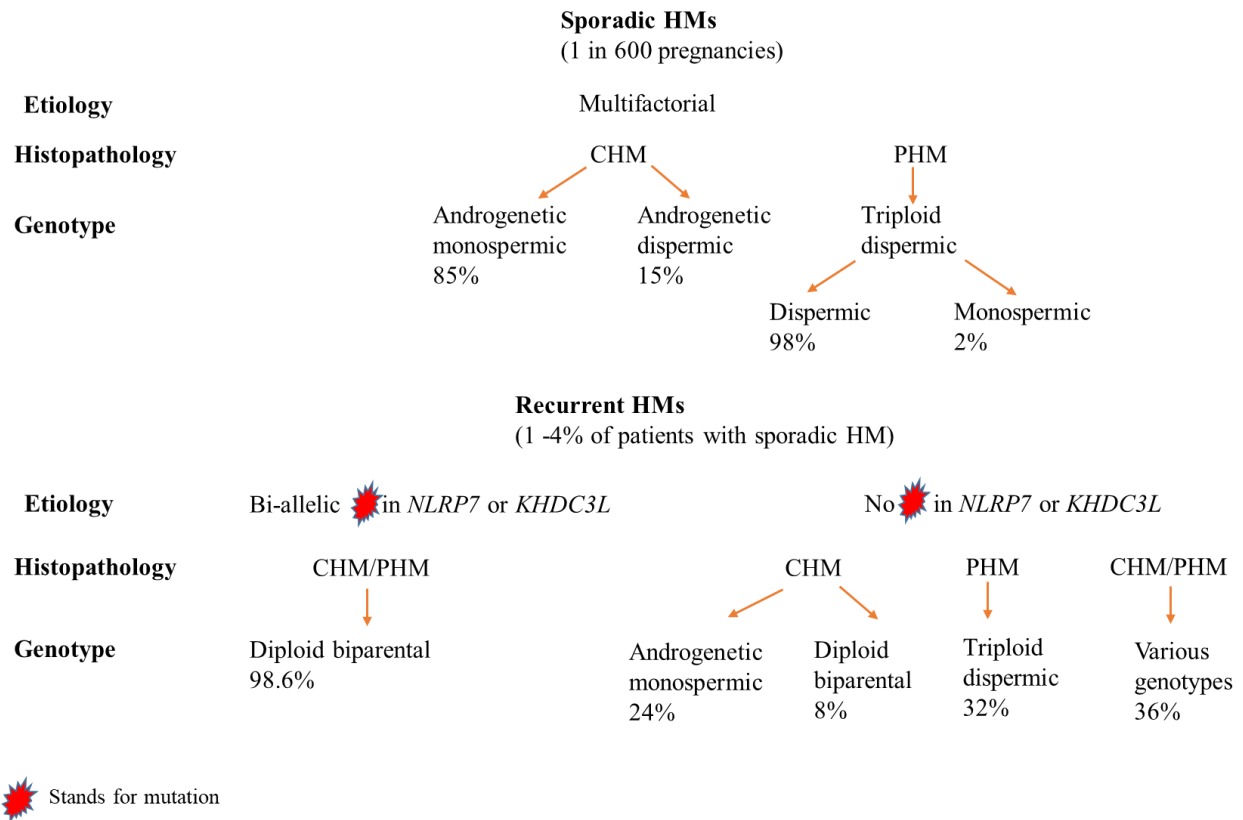 Sporadic HMs
(1 in 600 pregnancies)
Etiology
Multifactorial
Histopathology
CHM
PHM
Genotype
Androgenetic
monospermic
85%
Androgenetic
dispermic
15%
Triploid
dispermic
Dispermic
98%
Monospermic
2%
Recurrent HMs
(1 -4% of patients with sporadic HM)
Etiology
Bi-allelic in NLRP7 or KHDC3L
No in NLRP7 or KHDC3L
Histopathology
CHM/PHM
CHM
PHM
CHM/PHM
Genotype
Diploid biparental
98.6%
Androgenetic
monospermic
24%
Diploid
biparental
8%
Triploid
dispermic
32%
Various
genotypes
36%
Stands for mutation